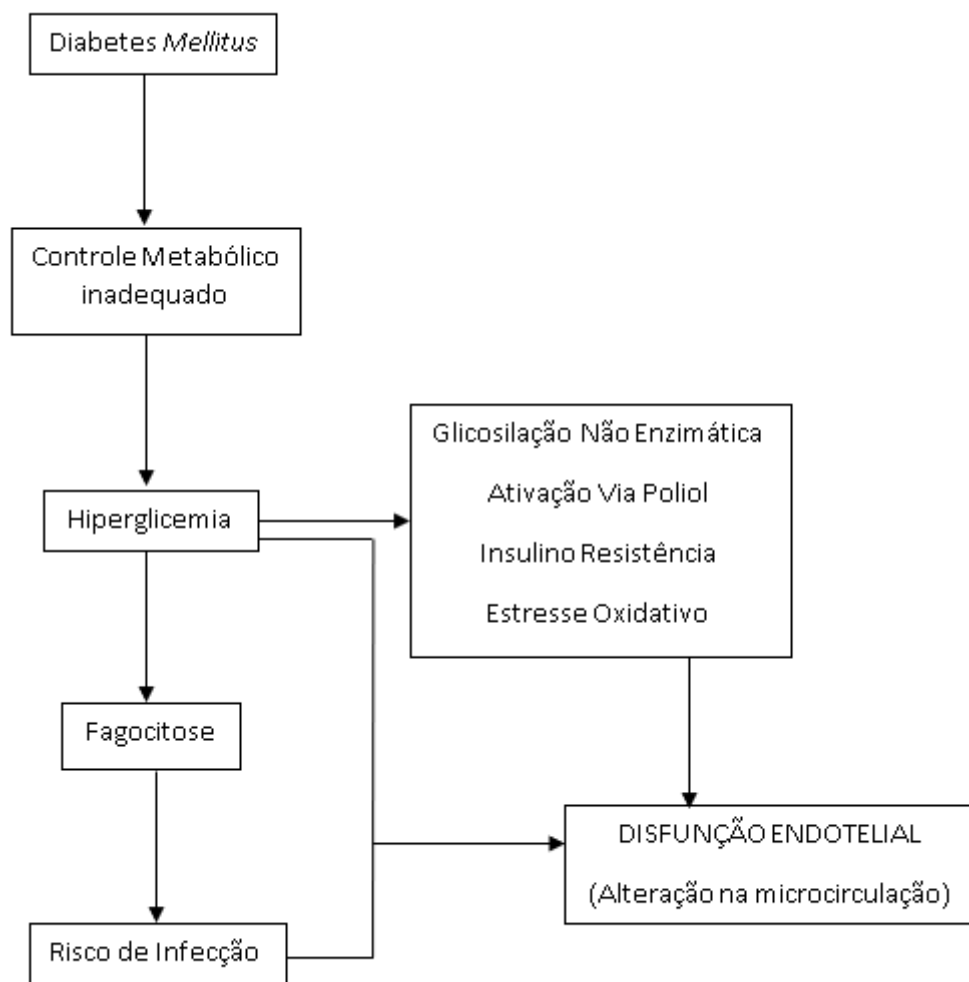 Diabetes Mellitus
Controle Metabólico
inadequado
Hiperglicemia
Glicosilação Não Enzimática
Ativação Via Poliol
Insulino Resistência
Estresse Oxidativo
Fagocitose
DISFUNÇÃO ENDOTELIAL
(Alteração na microcirculação)
Risco de Infecção